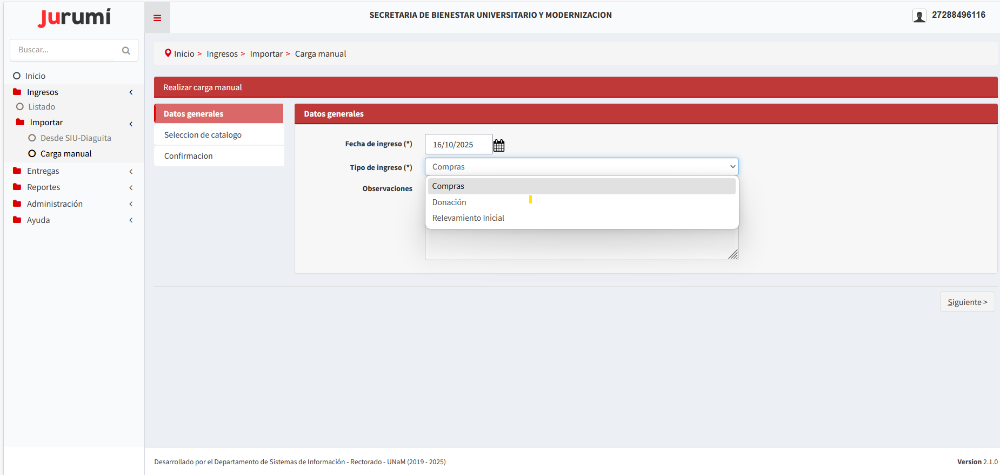 Jurumí
SECRETARIA DE BIENESTAR UNIVERSITARIO Y MODERNIZACION
27288496116
Buscar...
Inicio
Ingresos
Listado
Importar
Desde SIU-Diaguita
Carga manual
Entregas
Reportes
Administración
Ayuda
Inicio > Ingresos > Importar > Carga manual
Realizar carga manual
Datos generales
Seleccion de catalogo
Confirmacion
Datos generales
Fecha de ingreso (*) 16/10/2025
Tipo de ingreso (*) Compras
Observaciones
Compras
Donación
Relevamiento Inicial
Siguiente >
Desarrollado por el Departamento de Sistemas de Información - Rectorado - UNaM (2019 - 2025)
Version 2.1.0